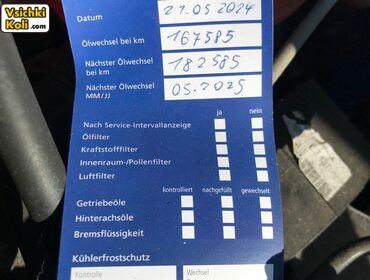 Vsichki
Koli.com
Datum 27.05 2024
Ölwechsel bei km 167585
Nächster Ölwechsel
bei km 182585
Nächster Ölwechsel
MM/JJ 05.2025
ja nein
Nach Service-Intervallanzeige
Ölfilter
Kraftstofffilter
Innenraum-/Pollenfilter
Luftfilter
kontrolliert nachgefüllt gewechselt
Getriebeöle
Hinterachsöle
Bremsflüssigkeit
Kühlerfrostschutz
Kontrolle Wechsel